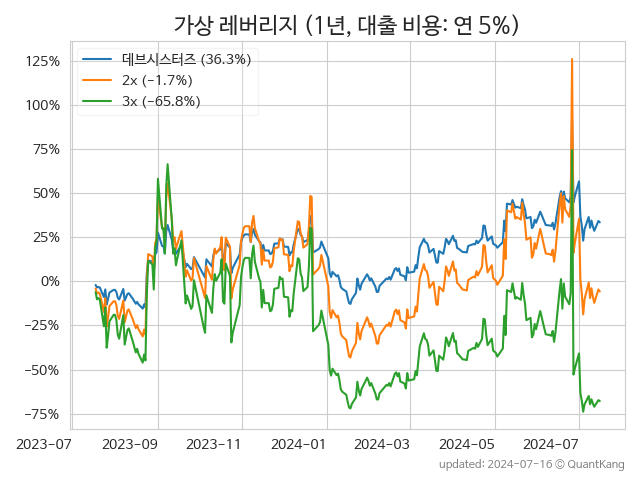 가상 레버리지 (1년, 대출 비용: 연 5%)
데브시스터즈 (36.3%)
2x (−1.7%)
3x (−65.8%)
125%
100%
75%
50%
25%
0%
−25%
−50%
−75%
2023-07 2023-09 2023-11 2024-01 2024-03 2024-05 2024-07
updated: 2024-07-16 © QuantKang